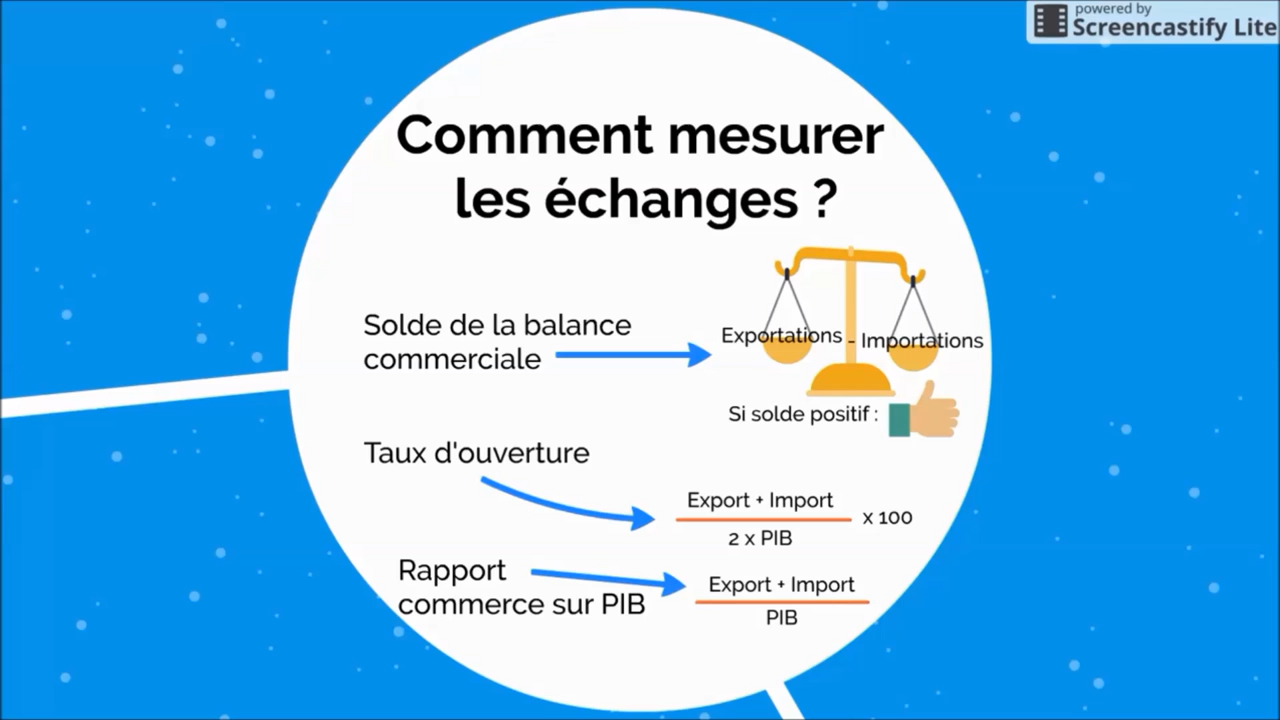 powered by
Screencastify Lite
Comment mesurer
les échanges ?
Solde de la balance
commerciale
Exportations - Importations
Si solde positif :
Taux d'ouverture
Export + Import
2 x PIB
x 100
Rapport
commerce sur PIB
Export + Import
PIB